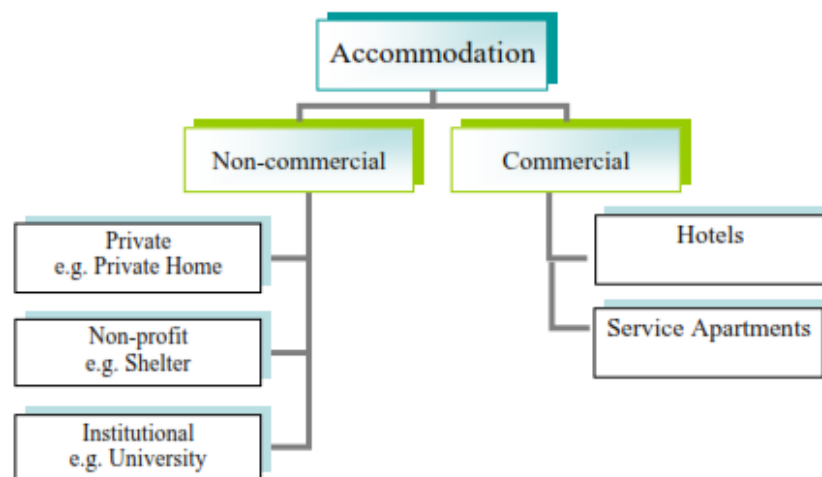 Accommodation
Non-commercial
Commercial
Private
e.g. Private Home
Non-profit
e.g. Shelter
Institutional
e.g. University
Hotels
Service Apartments